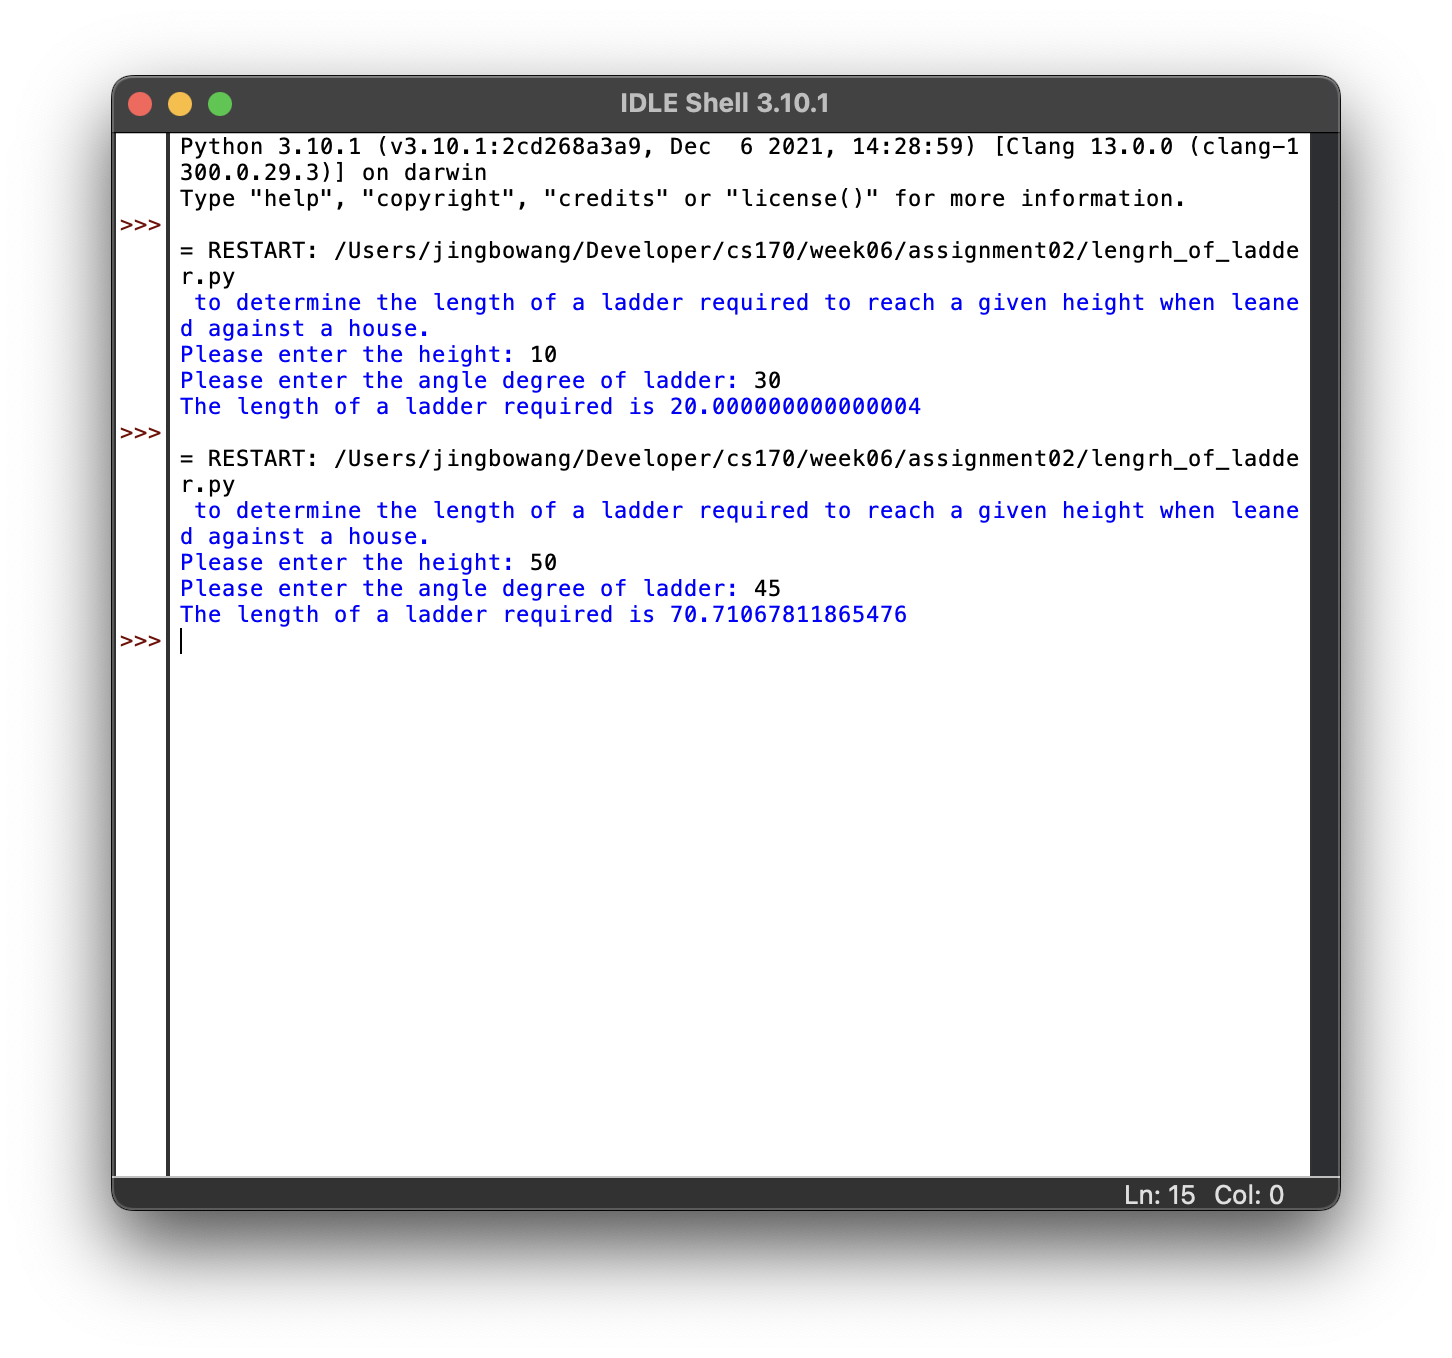 IDLE Shell 3.10.1
Python 3.10.1 (v3.10.1:2cd268a3a9, Dec  6 2021, 14:28:59) [Clang 13.0.0 (clang-1
300.0.29.3)] on darwin
Type "help", "copyright", "credits" or "license()" for more information.
>>>
= RESTART: /Users/jingbowang/Developer/cs170/week06/assignment02/lengrh_of_ladde
r.py
 to determine the length of a ladder required to reach a given height when leane
d against a house.
Please enter the height: 10
Please enter the angle degree of ladder: 30
The length of a ladder required is 20.000000000000004
>>>
= RESTART: /Users/jingbowang/Developer/cs170/week06/assignment02/lengrh_of_ladde
r.py
 to determine the length of a ladder required to reach a given height when leane
d against a house.
Please enter the height: 50
Please enter the angle degree of ladder: 45
The length of a ladder required is 70.71067811865476
>>>
Ln: 15  Col: 0